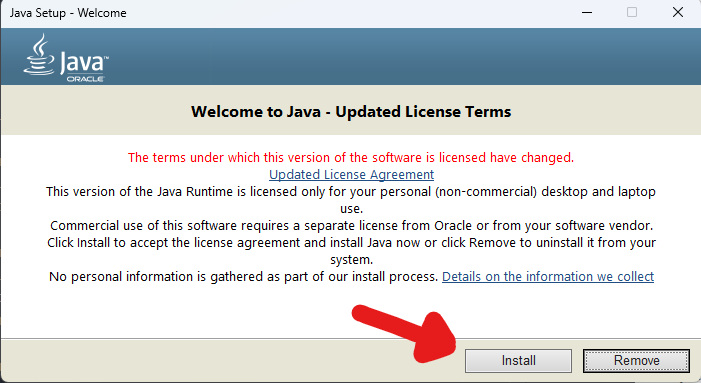 Java Setup - Welcome
Java™
ORACLE
Welcome to Java - Updated License Terms
The terms under which this version of the software is licensed have changed.
Updated License Agreement
This version of the Java Runtime is licensed only for your personal (non-commercial) desktop and laptop
use.
Commercial use of this software requires a separate license from Oracle or from your software vendor.
Click Install to accept the license agreement and install Java now or click Remove to uninstall it from your
system.
No personal information is gathered as part of our install process. Details on the information we collect
Install
Remove